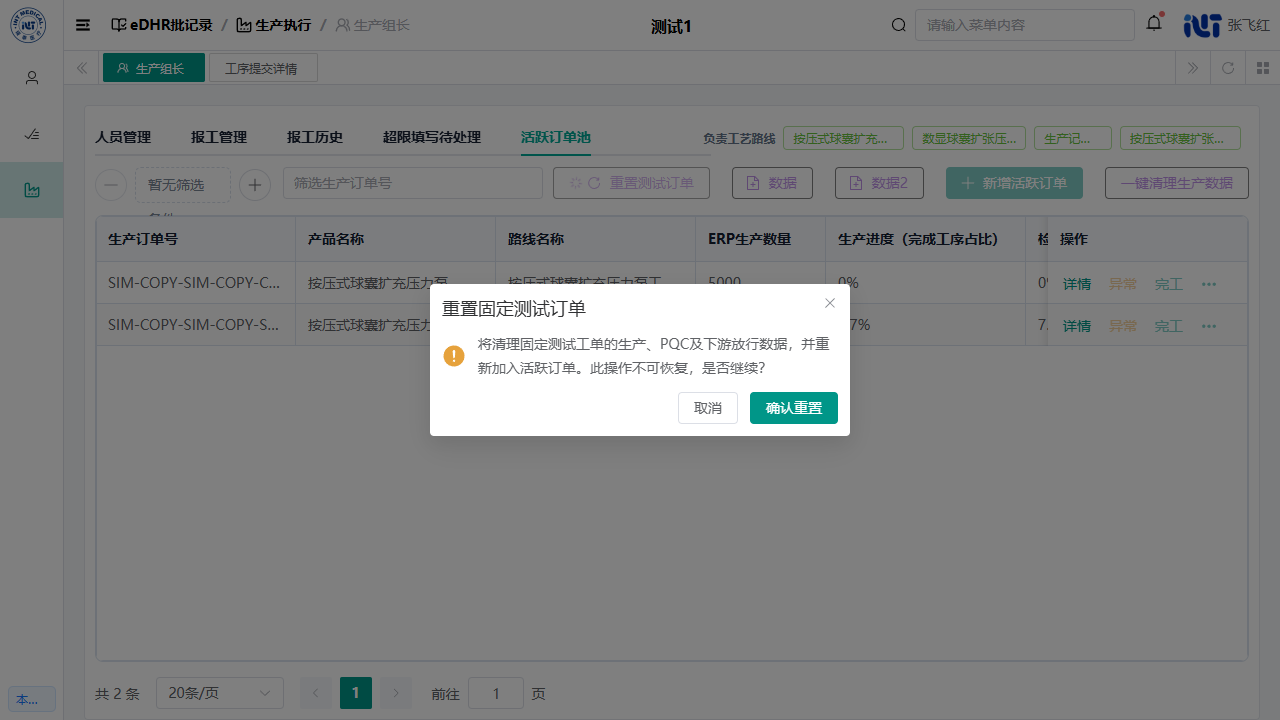 eDHR批记录 / 生产执行 / 生产组长
测试1
请输入菜单内容
张飞红
生产组长
工序提交详情
人员管理
报工管理
报工历史
超限填写待处理
活跃订单池
负责工艺路线
按压式球囊扩充...
数显球囊扩张压...
生产记...
按压式球囊扩张...
暂无筛选
筛选生产订单号
重置测试订单
数据
数据2
新增活跃订单
一键清理生产数据
生产订单号
产品名称
路线名称
ERP生产数量
生产进度（完成工序占比）
检
操作
SIM-COPY-SIM-COPY-C...
按压式球囊扩充压力泵
按压式球囊扩充压力泵工
5000
0%
详情
异常
完工
SIM-COPY-SIM-COPY-S...
详情
异常
完工
重置固定测试订单
将清理固定测试工单的生产、PQC及下游放行数据，并重
新加入活跃订单。此操作不可恢复，是否继续？
取消
确认重置
共 2 条
20条/页
1
前往
1
页
本...